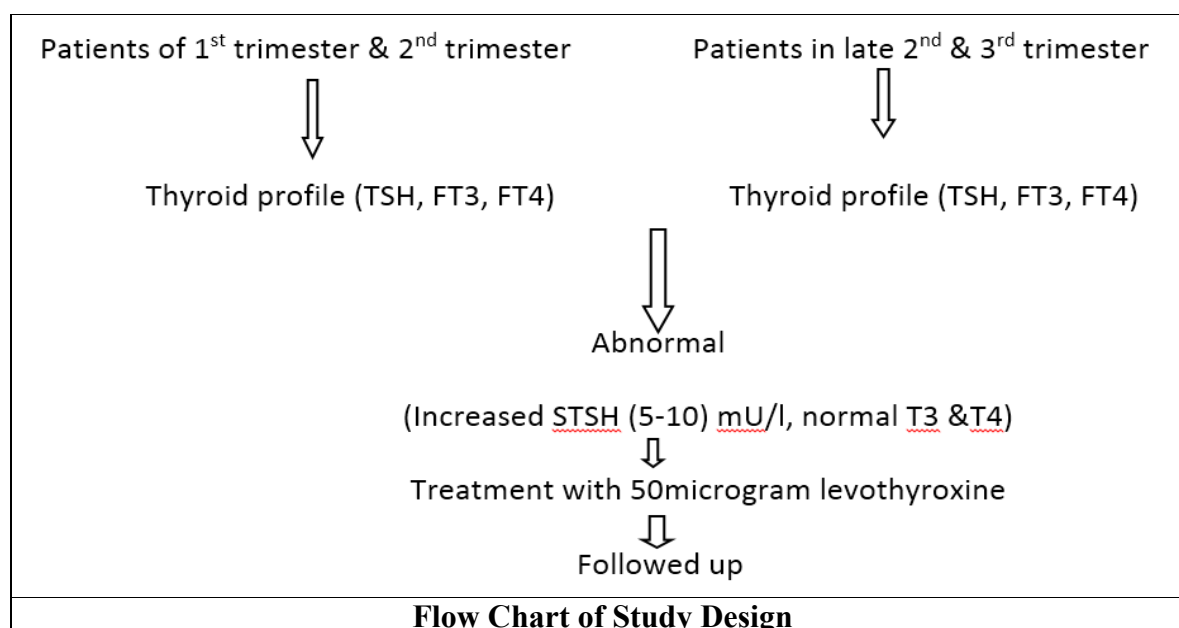 Patients of 1st trimester & 2nd trimester
Patients in late 2nd & 3rd trimester
Thyroid profile (TSH, FT3, FT4)
Thyroid profile (TSH, FT3, FT4)
Abnormal
(Increased STSH (5-10) mU/l, normal T3 &T4)
Treatment with 50microgram levothyroxine
Followed up
Flow Chart of Study Design